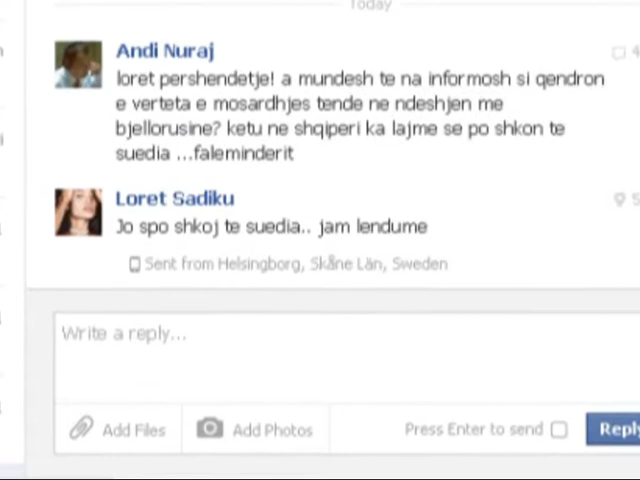 Today
Andi Nuraj
4
loret pershendetje! a mundesh te na informosh si qendron
e verteta e mosardhjes tende ne ndeshjen me
bjellorusine? ketu ne shqiperi ka lajme se po shkon te
suedia ...faleminderit
Loret Sadiku
5
Jo spo shkoj te suedia.. jam lendume
Sent from Helsingborg, Skåne Län, Sweden
Write a reply...
Add Files
Add Photos
Press Enter to send
Reply